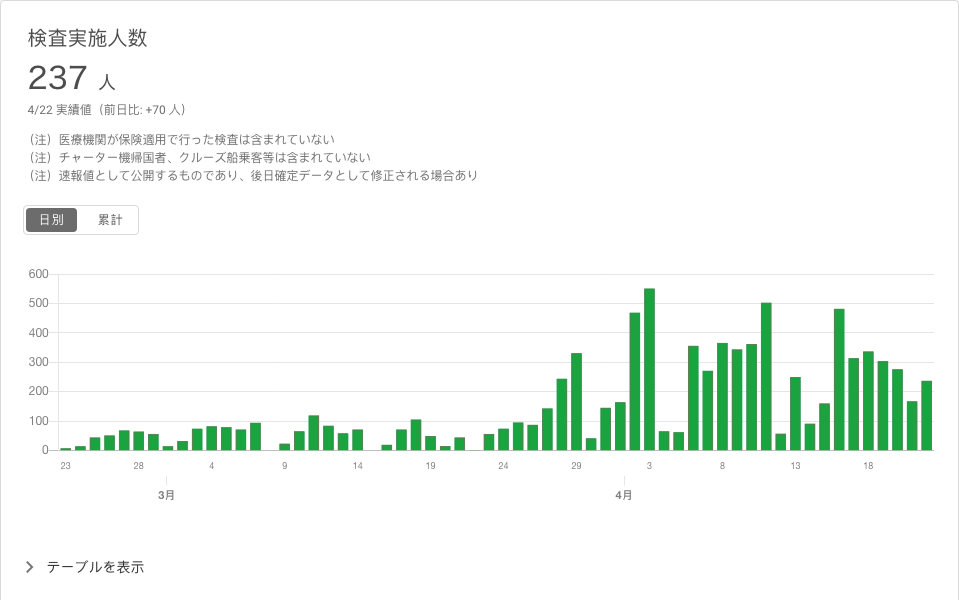 検査実施人数
237 人
4/22 実績値（前日比: +70 人）
（注）医療機関が保険適用で行った検査は含まれていない
（注）チャーター機帰国者、クルーズ船乗客等は含まれていない
（注）速報値として公開するものであり、後日確定データとして修正される場合あり
日別 累計
600
500
400
300
200
100
0
23 28 4 9 14 19 24 29 3 8 13 18
3月 4月
テーブルを表示